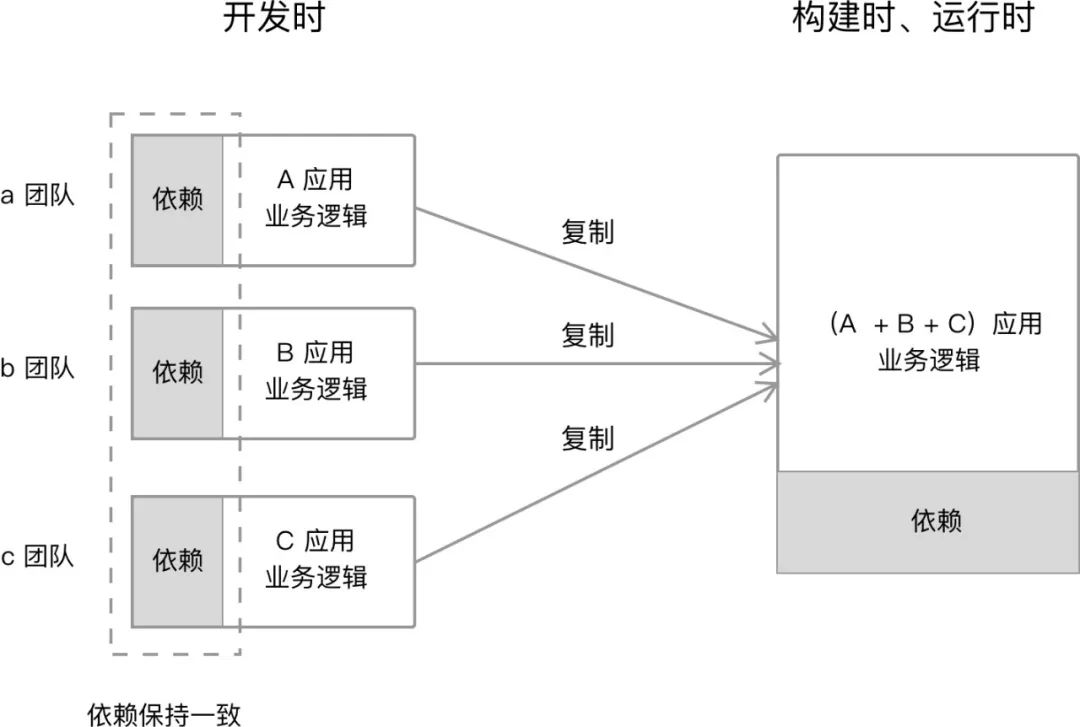 开发时
构建时、运行时
a 团队
依赖
A 应用
业务逻辑
复制
b 团队
依赖
B 应用
业务逻辑
复制
c 团队
依赖
C 应用
业务逻辑
复制
（A + B + C）应用
业务逻辑
依赖
依赖保持一致